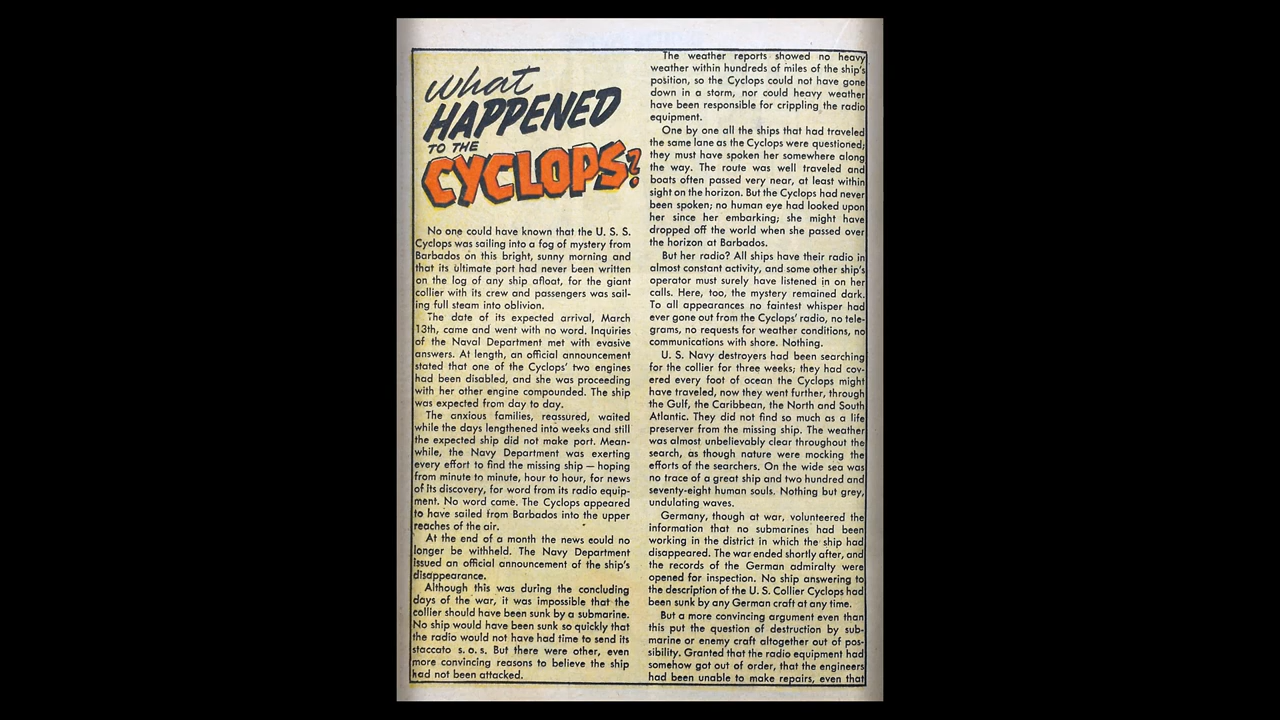 what
HAPPENED
TO THE
CYCLOPS?
No one could have known that the U. S. S.
Cyclops was sailing into a fog of mystery from
Barbados on this bright, sunny morning and
that its ultimate port had never been written
on the log of any ship afloat, for the giant
collier with its crew and passengers was sail-
ing full steam into oblivion.
The date of its expected arrival, March
13th, came and went with no word. Inquiries
of the Naval Department met with evasive
answers. At length, an official announcement
stated that one of the Cyclops' two engines
had been disabled, and she was proceeding
with her other engine compounded. The ship
was expected from day to day.
The anxious families, reassured, waited
while the days lengthened into weeks and still
the expected ship did not make port. Mean-
while, the Navy Department was exerting
every effort to find the missing ship — hoping
from minute to minute, hour to hour, for news
of its discovery, for word from its radio equip-
ment. No word came. The Cyclops appeared
to have sailed from Barbados into the upper
reaches of the air.
At the end of a month the news could no
longer be withheld. The Navy Department
issued an official announcement of the ship's
disappearance.
Although this was during the concluding
days of the war, it was impossible that the
collier should have been sunk by a submarine.
No ship would have been sunk so quickly that
the radio would not have had time to send its
staccato s. o. s. But there were other, even
more convincing reasons to believe the ship
had not been attacked.
The weather reports showed no heavy
weather within hundreds of miles of the ship's
position, so the Cyclops could not have gone
down in a storm, nor could heavy weather
have been responsible for crippling the radio
equipment.
One by one all the ships that had traveled
the same lane as the Cyclops were questioned;
they must have spoken her somewhere along
the way. The route was well traveled and
boats often passed very near, at least within
sight on the horizon. But the Cyclops had never
been spoken; no human eye had looked upon
her since her embarking; she might have
dropped off the world when she passed over
the horizon at Barbados.
But her radio? All ships have their radio in
almost constant activity, and some other ship's
operator must surely have listened in on her
calls. Here, too, the mystery remained dark.
To all appearances no faintest whisper had
ever gone out from the Cyclops' radio, no tele-
grams, no requests for weather conditions, no
communications with shore. Nothing.
U. S. Navy destroyers had been searching
for the collier for three weeks; they had cov-
ered every foot of ocean the Cyclops might
have traveled, now they went further, through
the Gulf, the Caribbean, the North and South
Atlantic. They did not find so much as a life
preserver from the missing ship. The weather
was almost unbelievably clear throughout the
search, as though nature were mocking the
efforts of the searchers. On the wide sea was
no trace of a great ship and two hundred and
seventy-eight human souls. Nothing but grey,
undulating waves.
Germany, though at war, volunteered the
information that no submarines had been
working in the district in which the ship had
disappeared. The war ended shortly after, and
the records of the German admiralty were
opened for inspection. No ship answering to
the description of the U. S. Collier Cyclops had
been sunk by any German craft at any time.
But a more convincing argument even than
this put the question of destruction by sub-
marine or enemy craft altogether out of pos-
sibility. Granted that the radio equipment had
somehow got out of order, that the engineers
had been unable to make repairs, even that